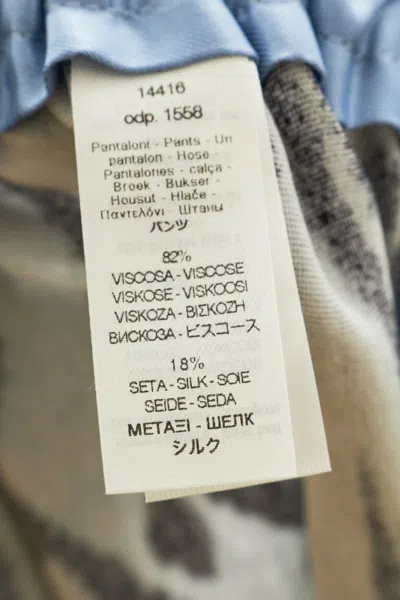 14416
odp. 1558
Pantaloni - Pants - Un
pantalon - Hose -
Pantalones - calça -
Broek - Bukser -
Housut - Hlače -
Παντελόνι - Штаны
パンツ
82%
VISCOSA - VISCOSE
VISKOSE - VISKOOSI
VISKOZA - ΒΙΣΚΟΖΗ
ВИСКОЗА - ビスコース
18%
SETA - SILK - SOIE
SEIDE - SEDA
ΜΕΤΑΞΙ - ШЕЛК
シルク